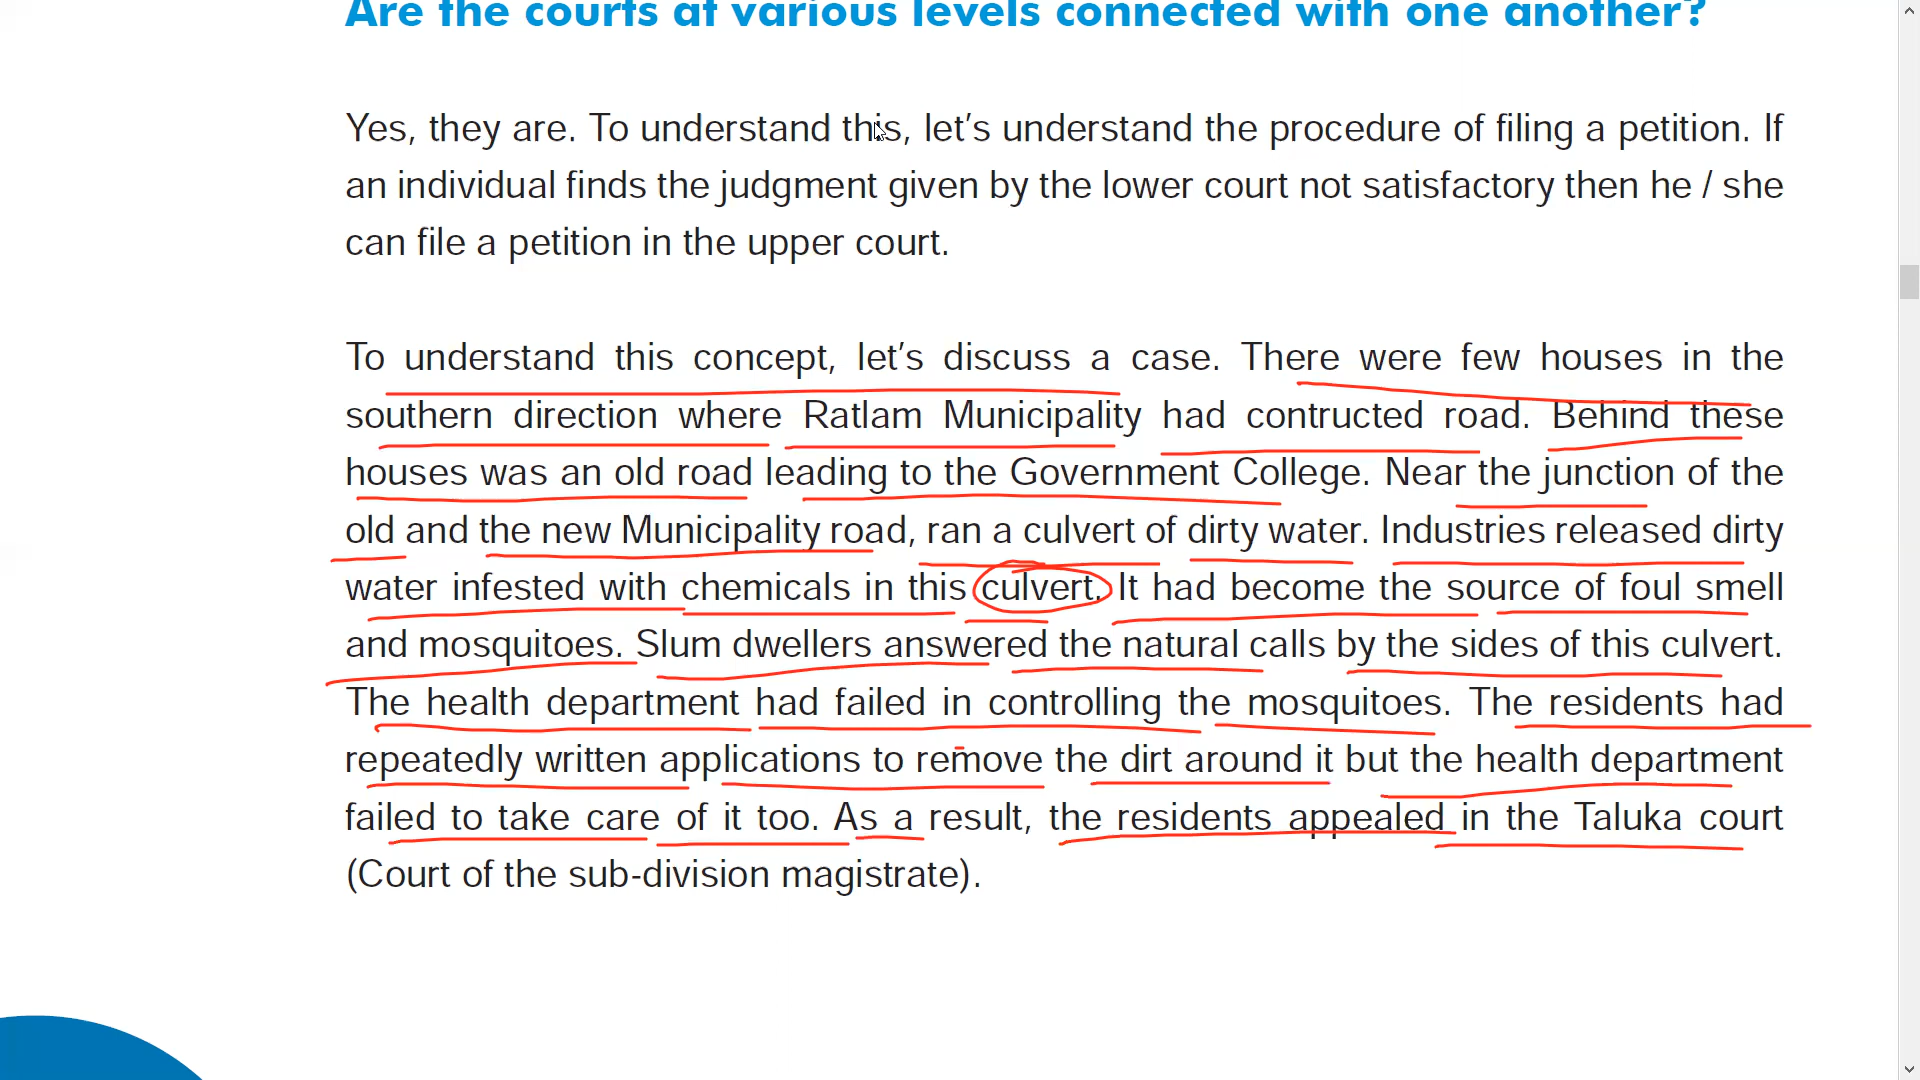 Are the courts at various levels connected with one another?
Yes, they are. To understand this, let’s understand the procedure of filing a petition. If
an individual finds the judgment given by the lower court not satisfactory then he / she
can file a petition in the upper court.
To understand this concept, let’s discuss a case. There were few houses in the
southern direction where Ratlam Municipality had contructed road. Behind these
houses was an old road leading to the Government College. Near the junction of the
old and the new Municipality road, ran a culvert of dirty water. Industries released dirty
water infested with chemicals in this culvert. It had become the source of foul smell
and mosquitoes. Slum dwellers answered the natural calls by the sides of this culvert.
The health department had failed in controlling the mosquitoes. The residents had
repeatedly written applications to remove the dirt around it but the health department
failed to take care of it too. As a result, the residents appealed in the Taluka court
(Court of the sub-division magistrate).